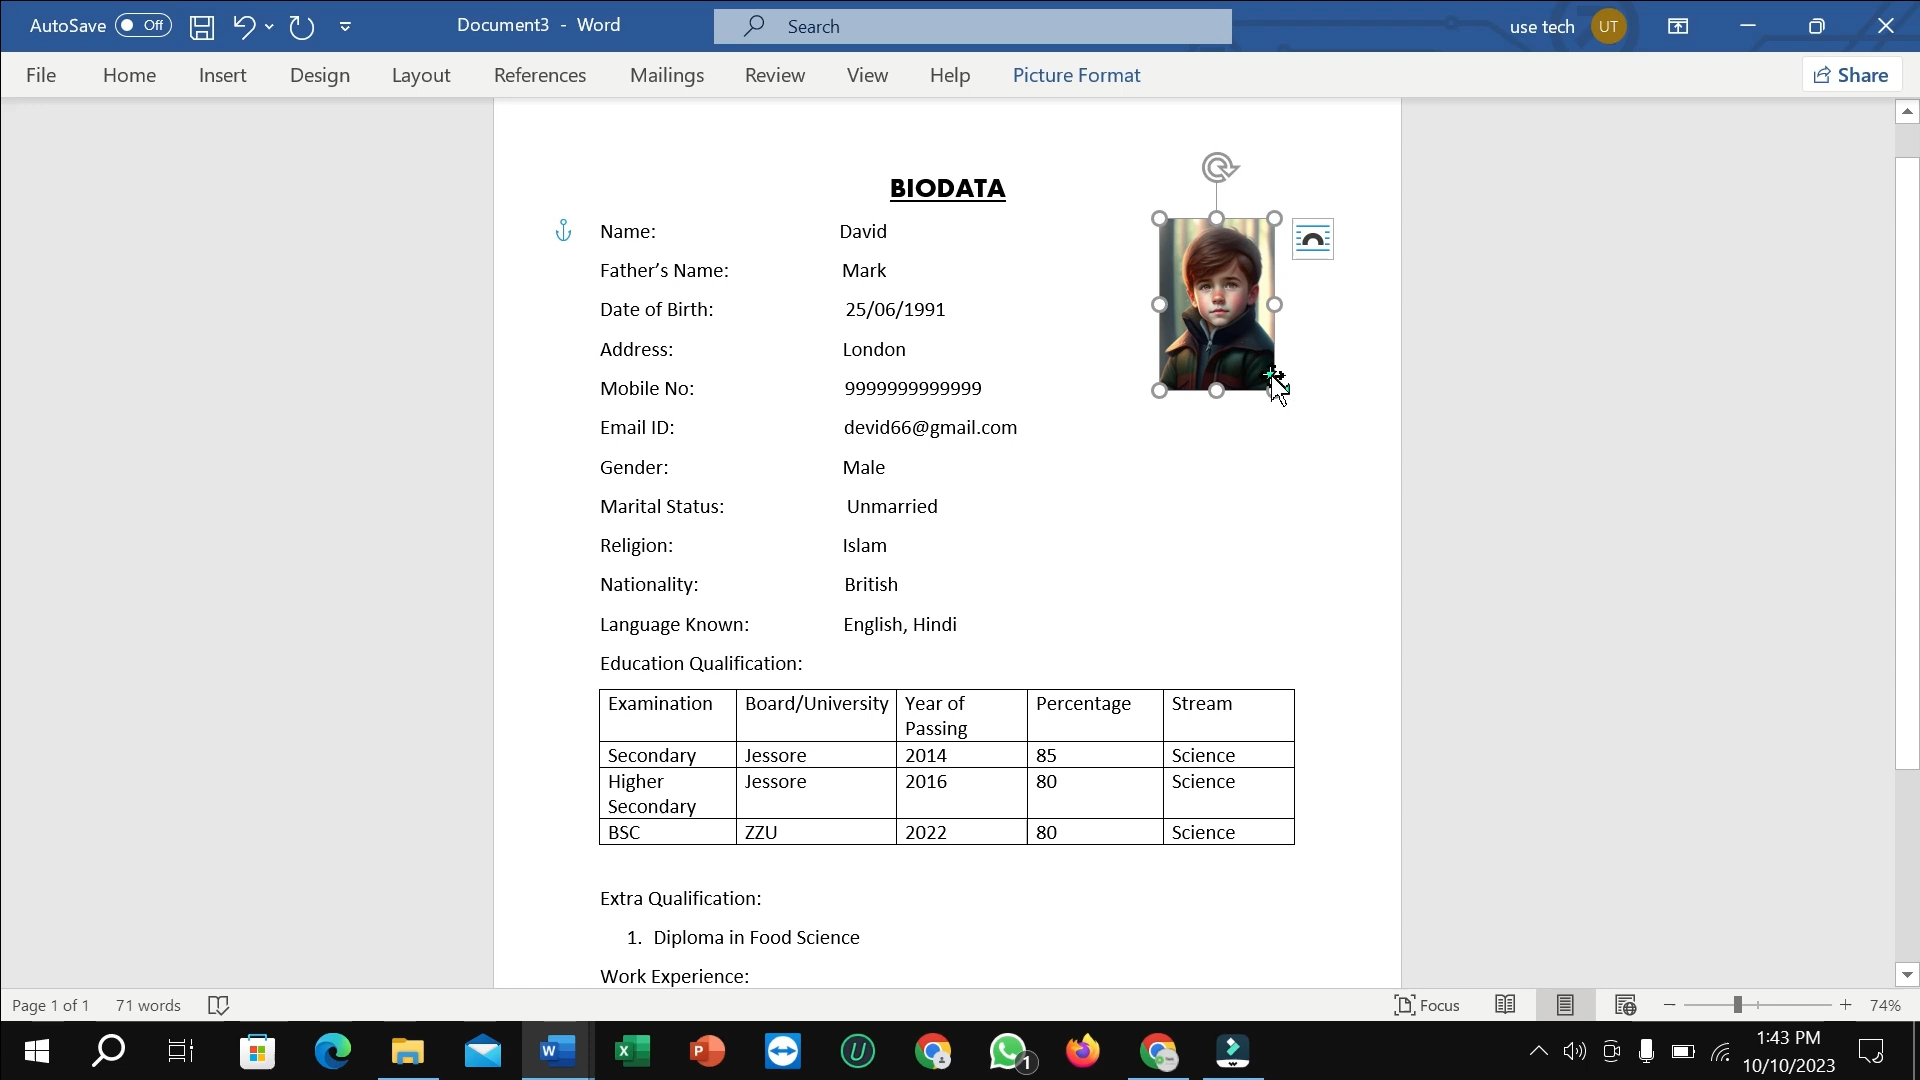 AutoSave Off Document3 - Word Search use tech UT
File Home Insert Design Layout References Mailings Review View Help Picture Format Share
BIODATA
Name: David
Father's Name: Mark
Date of Birth: 25/06/1991
Address: London
Mobile No: 9999999999999
Email ID: devid66@gmail.com
Gender: Male
Marital Status: Unmarried
Religion: Islam
Nationality: British
Language Known: English, Hindi
Education Qualification:
Examination Board/University Year of Passing Percentage Stream
Secondary Jessore 2014 85 Science
Higher Secondary Jessore 2016 80 Science
BSC ZZU 2022 80 Science
Extra Qualification:
1. Diploma in Food Science
Work Experience:
Page 1 of 1 71 words Focus 74%
1
1:43 PM
10/10/2023